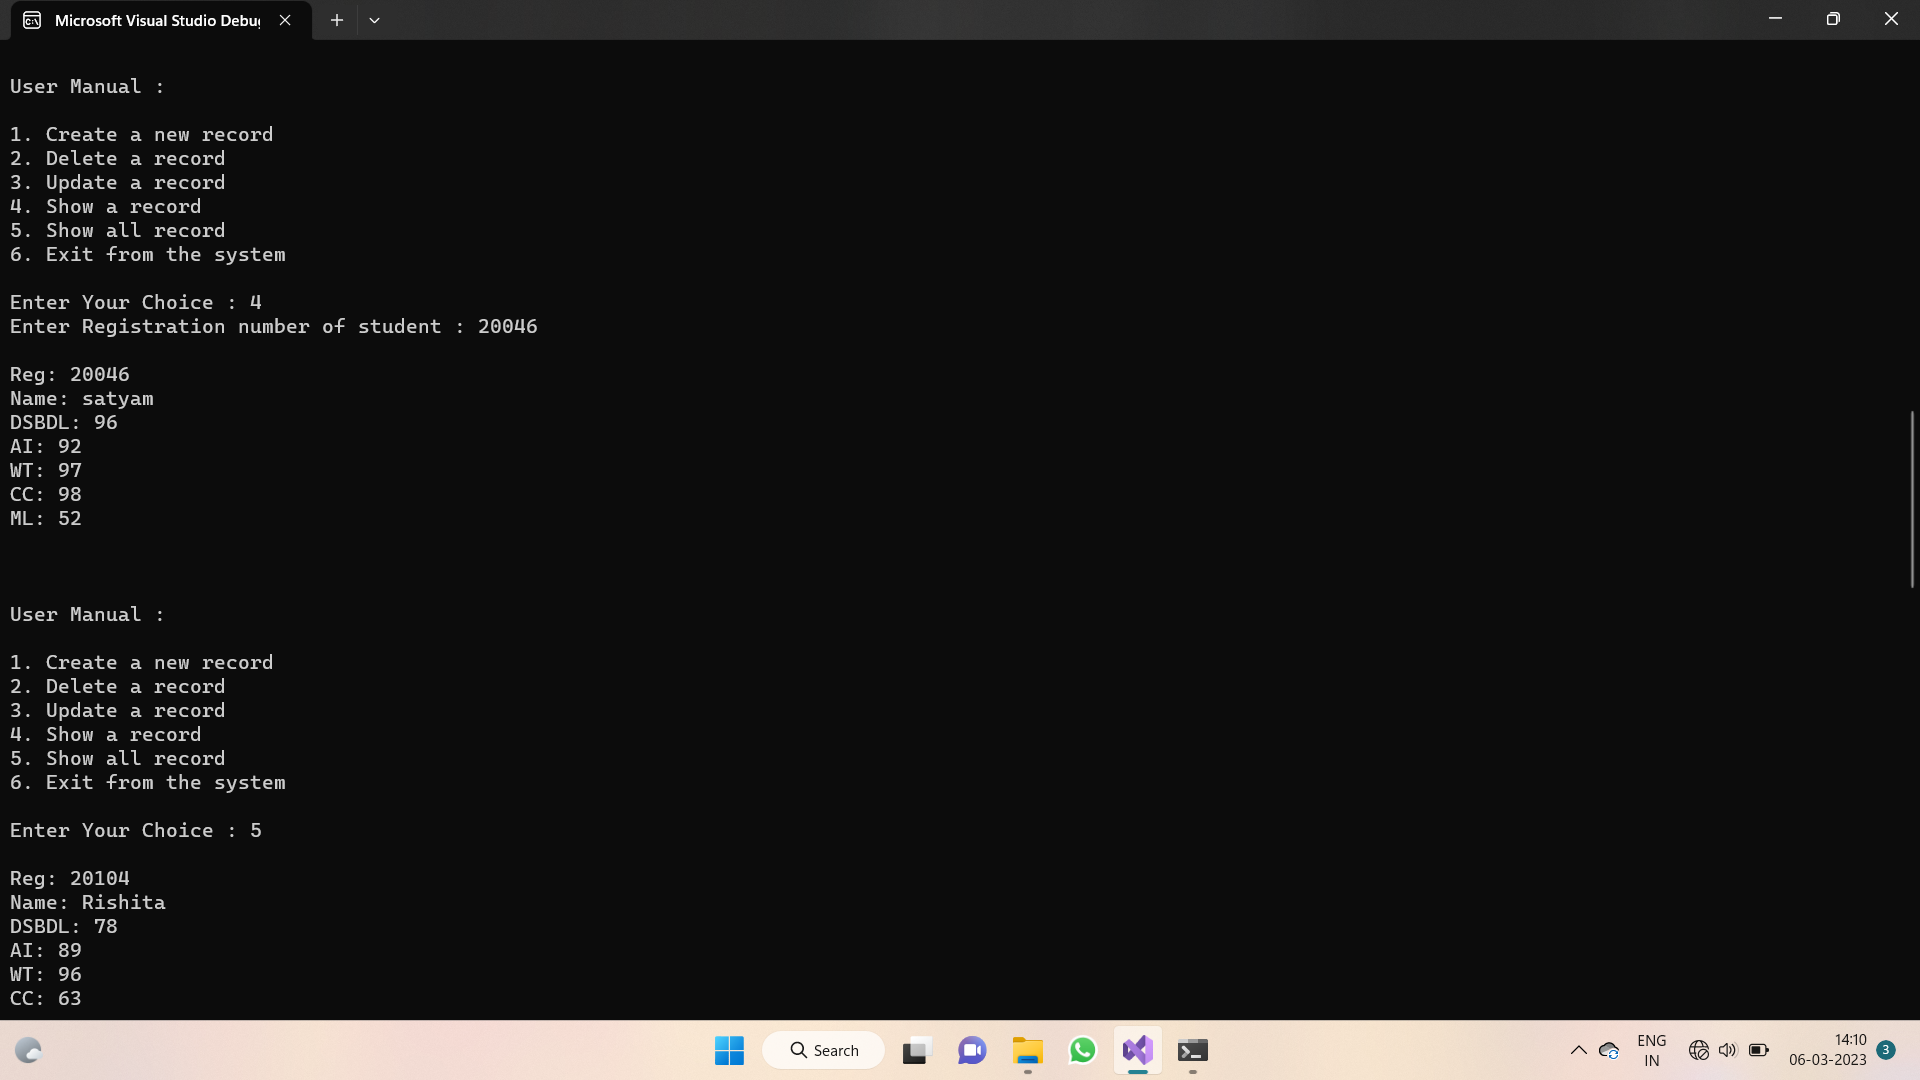 Microsoft Visual Studio Debu
User Manual :
1. Create a new record
2. Delete a record
3. Update a record
4. Show a record
5. Show all record
6. Exit from the system
Enter Your Choice : 4
Enter Registration number of student : 20046
Reg: 20046
Name: satyam
DSBDL: 96
AI: 92
WT: 97
CC: 98
ML: 52
User Manual :
1. Create a new record
2. Delete a record
3. Update a record
4. Show a record
5. Show all record
6. Exit from the system
Enter Your Choice : 5
Reg: 20104
Name: Rishita
DSBDL: 78
AI: 89
WT: 96
CC: 63
Search
ENG
IN
14:10
06-03-2023
3